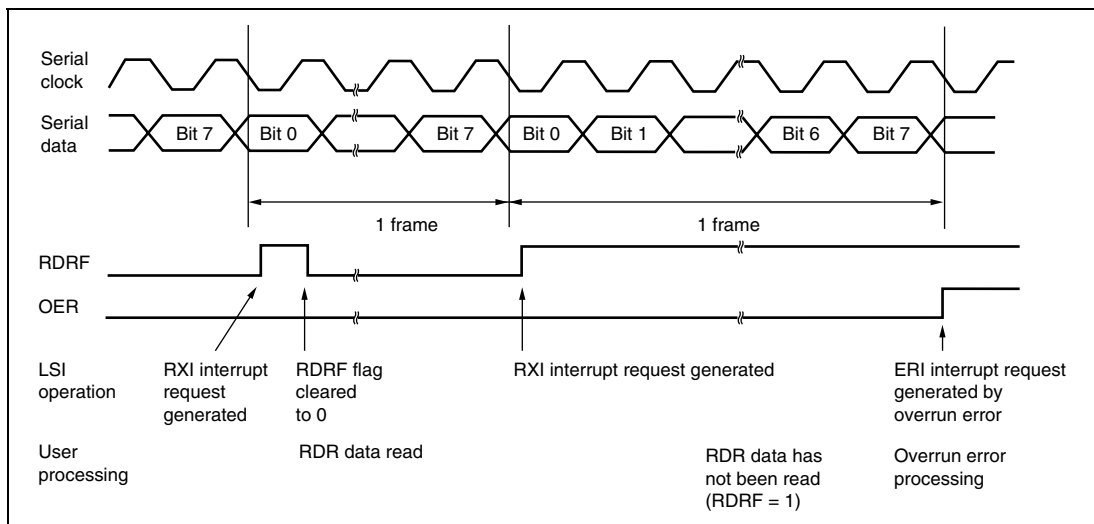 Serial
clock
Serial
data
Bit 7
Bit 0
Bit 7
Bit 0
Bit 1
Bit 6
Bit 7
1 frame
1 frame
RDRF
OER
LSI
operation
RXI interrupt
request
generated
RDRF flag
cleared
to 0
RXI interrupt request generated
ERI interrupt request
generated by
overrun error
User
processing
RDR data read
RDR data has
not been read
(RDRF = 1)
Overrun error
processing